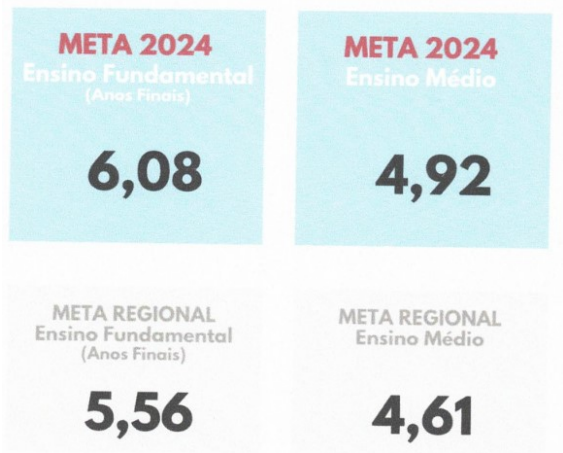 META 2024
Ensino Fundamental
(Anos Finais)
6,08
META 2024
Ensino Médio
4,92
META REGIONAL
Ensino Fundamental
(Anos Finais)
5,56
META REGIONAL
Ensino Médio
4,61